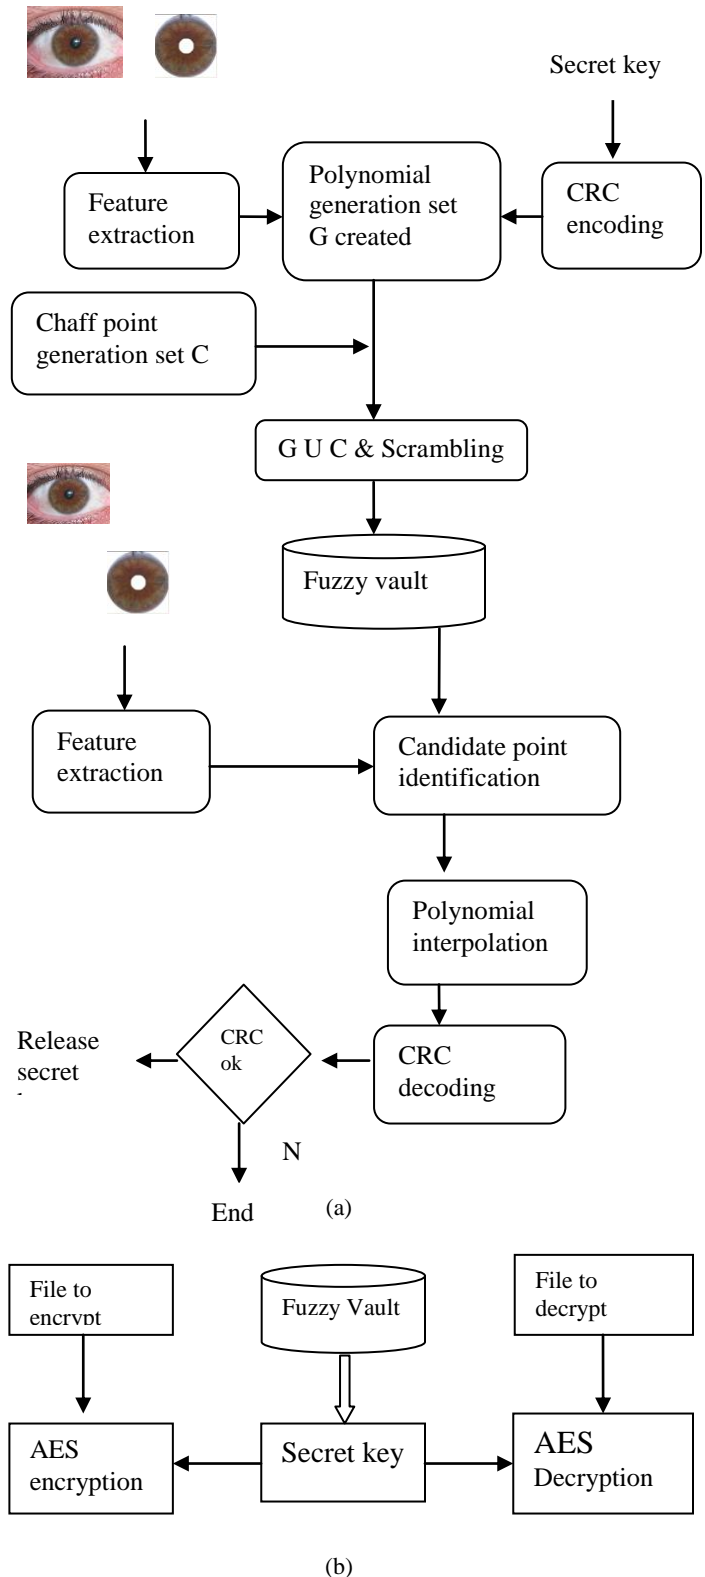 Secret key
Feature
extraction
Polynomial
generation set
G created
CRC
encoding
Chaff point
generation set C
G U C & Scrambling
Fuzzy vault
Feature
extraction
Candidate point
identification
Polynomial
interpolation
CRC
decoding
CRC
ok
Release
secret
N
End
(a)
File to
encrypt
Fuzzy Vault
File to
decrypt
AES
encryption
Secret key
AES
Decryption
(b)